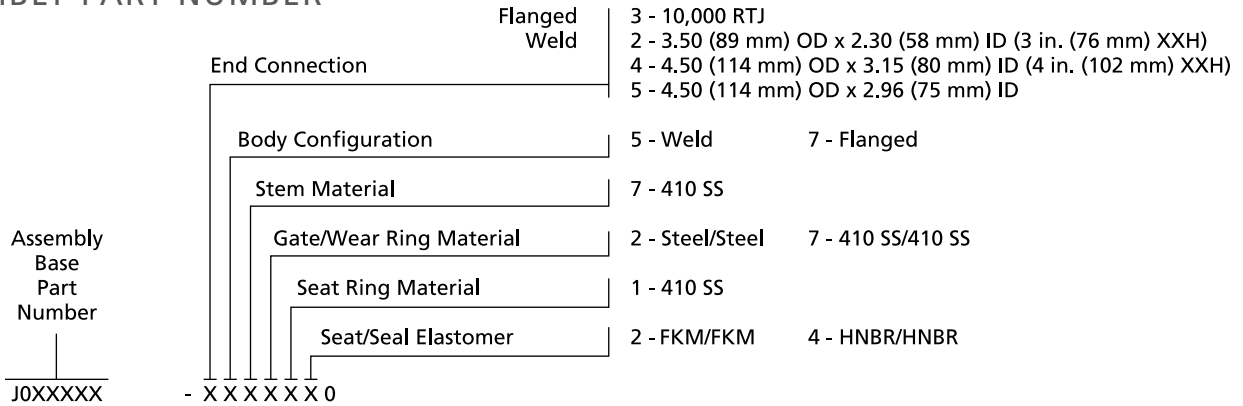 Flanged
3 - 10,000 RTJ
Weld
2 - 3.50 (89 mm) OD x 2.30 (58 mm) ID (3 in. (76 mm) XXH)
End Connection
4 - 4.50 (114 mm) OD x 3.15 (80 mm) ID (4 in. (102 mm) XXH)
5 - 4.50 (114 mm) OD x 2.96 (75 mm) ID
Body Configuration
5 - Weld 7 - Flanged
Stem Material
7 - 410 SS
Gate/Wear Ring Material
2 - Steel/Steel 7 - 410 SS/410 SS
Seat Ring Material
1 - 410 SS
Seat/Seal Elastomer
2 - FKM/FKM 4 - HNBR/HNBR
Assembly
Base
Part
Number
J0XXXXX - X X X X X X 0